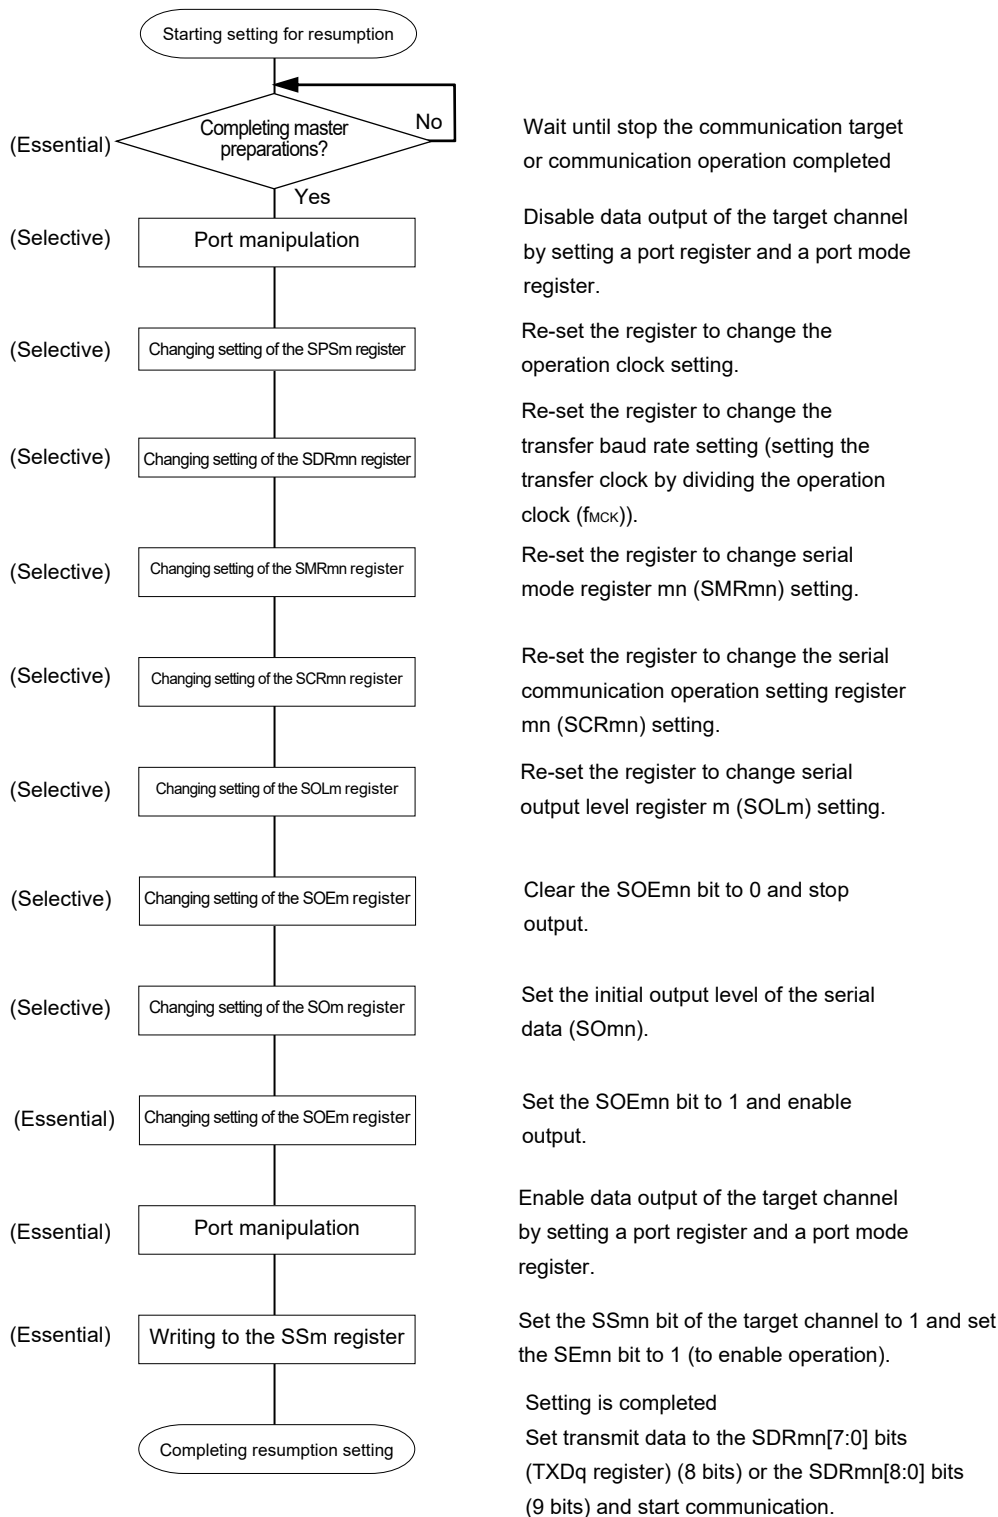 Starting setting for resumption
No
(Essential)
Completing master
preparations?
Wait until stop the communication target
or communication operation completed
Yes
(Selective)
Port manipulation
Disable data output of the target channel
by setting a port register and a port mode
register.
(Selective)
Changing setting of the SPSm register
Re-set the register to change the
operation clock setting.
(Selective)
Changing setting of the SDRmn register
Re-set the register to change the
transfer baud rate setting (setting the
transfer clock by dividing the operation
clock (fMCK)).
(Selective)
Changing setting of the SMRmn register
Re-set the register to change serial
mode register mn (SMRmn) setting.
(Selective)
Changing setting of the SCRmn register
Re-set the register to change the serial
communication operation setting register
mn (SCRmn) setting.
(Selective)
Changing setting of the SOLm register
Re-set the register to change serial
output level register m (SOLm) setting.
(Selective)
Changing setting of the SOEm register
Clear the SOEmn bit to 0 and stop
output.
(Selective)
Changing setting of the SOm register
Set the initial output level of the serial
data (SOmn).
(Essential)
Changing setting of the SOEm register
Set the SOEmn bit to 1 and enable
output.
(Essential)
Port manipulation
Enable data output of the target channel
by setting a port register and a port mode
register.
(Essential)
Writing to the SSm register
Set the SSmn bit of the target channel to 1 and set
the SEmn bit to 1 (to enable operation).
Completing resumption setting
Setting is completed
Set transmit data to the SDRmn[7:0] bits
(TXDq register) (8 bits) or the SDRmn[8:0] bits
(9 bits) and start communication.